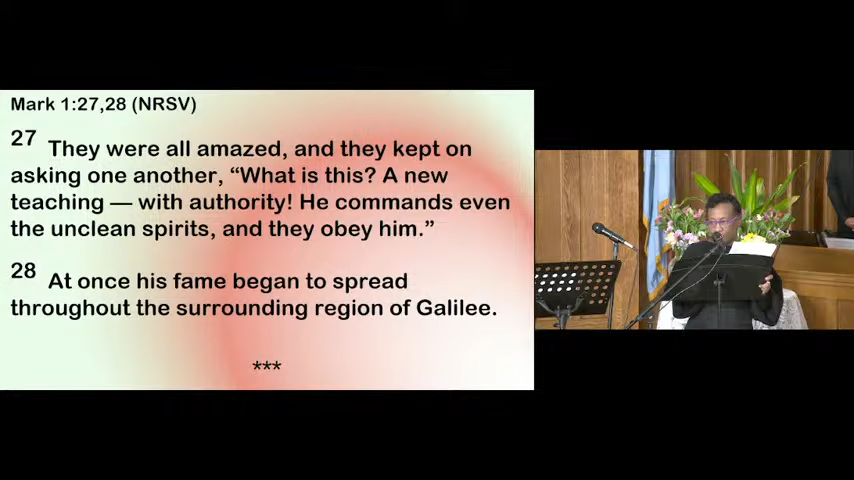 Mark 1:27,28 (NRSV)
27 They were all amazed, and they kept on
asking one another, “What is this? A new
teaching — with authority! He commands even
the unclean spirits, and they obey him.”
28 At once his fame began to spread
throughout the surrounding region of Galilee.
***